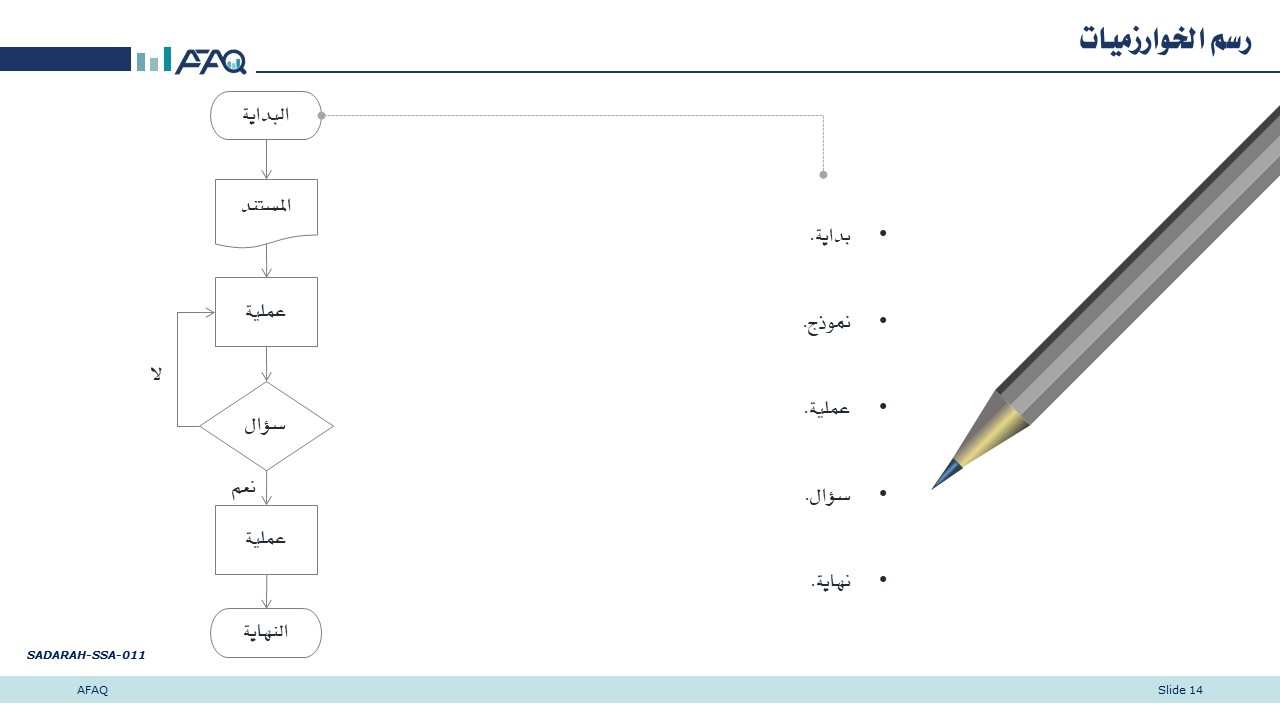 رسم الخوارزميات
AFAQ
البداية
المستند
عملية
لا
سؤال
نعم
عملية
النهاية
• بداية.
• نموذج.
• عملية.
• سؤال.
• نهاية.
SADARAH-SSA-011
AFAQ
Slide 14